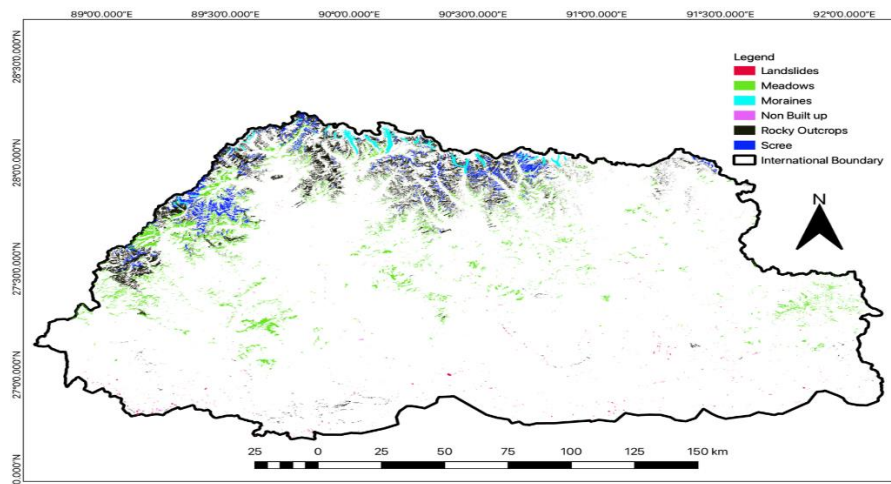 89°0'0.000"E 89°30'0.000"E 90°0'0.000"E 90°30'0.000"E 91°0'0.000"E 91°30'0.000"E 92°0'0.000"E
28°30'0.000"N
28°0'0.000"N
27°30'0.000"N
27°0'0.000"N
0.000"N
Legend
Landslides
Meadows
Moraines
Non Built up
Rocky Outcrops
Scree
International Boundary
N
25 0 25 50 75 100 125 150 km